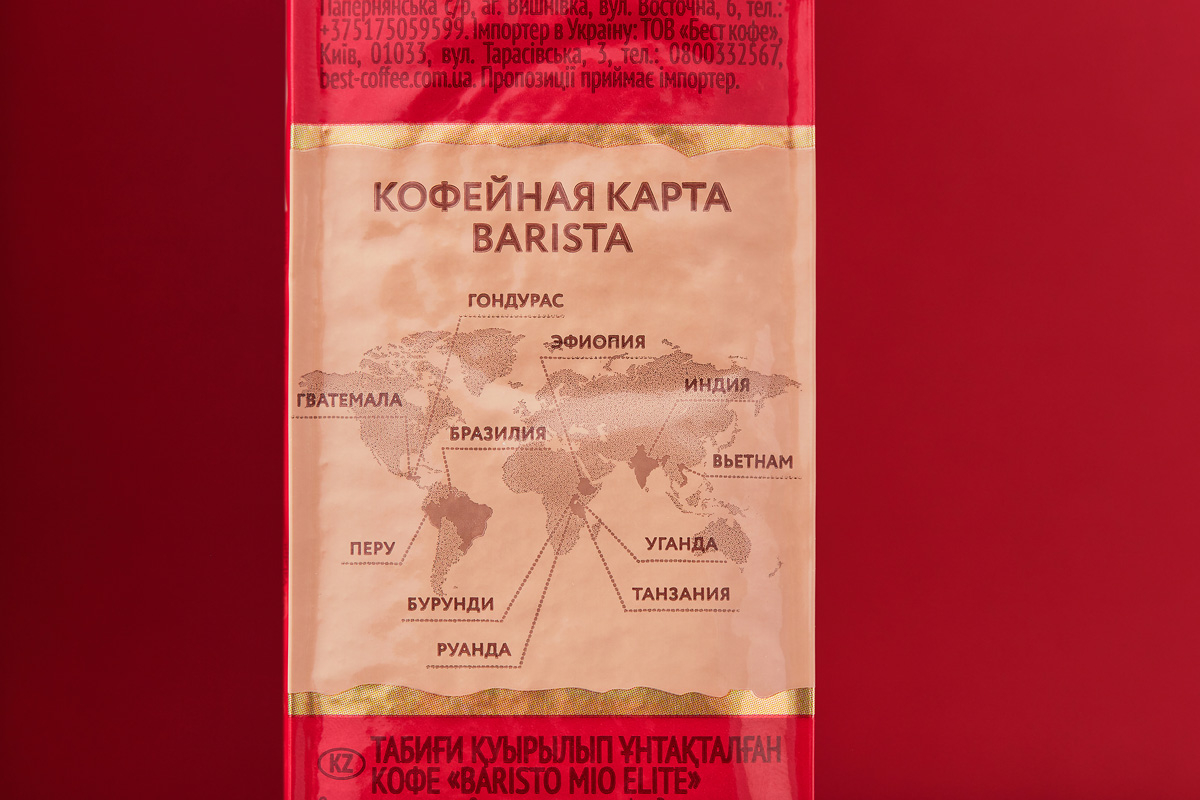 Папернянська с/р, аг. Вишнівка, вул. Восточна, 6, тел.:
+375175059599. Імпортер в Україну: ТОВ «Бест кофе»,
Київ, 01033, вул. Тарасівська, 3, тел.: 0800332567,
best-coffee.com.ua. Пропозиції приймає імпортер.
КОФЕЙНАЯ КАРТА
BARISTA
ГОНДУРАС
ЭФИОПИЯ
ИНДИЯ
ГВАТЕМАЛА
БРАЗИЛИЯ
ВЬЕТНАМ
ПЕРУ
УГАНДА
ТАНЗАНИЯ
БУРУНДИ
РУАНДА
KZ ТАБИҒИ ҚУЫРЫЛЫП ҰНТАҚТАЛҒАН
КОФЕ «BARISTO MIO ELITE»